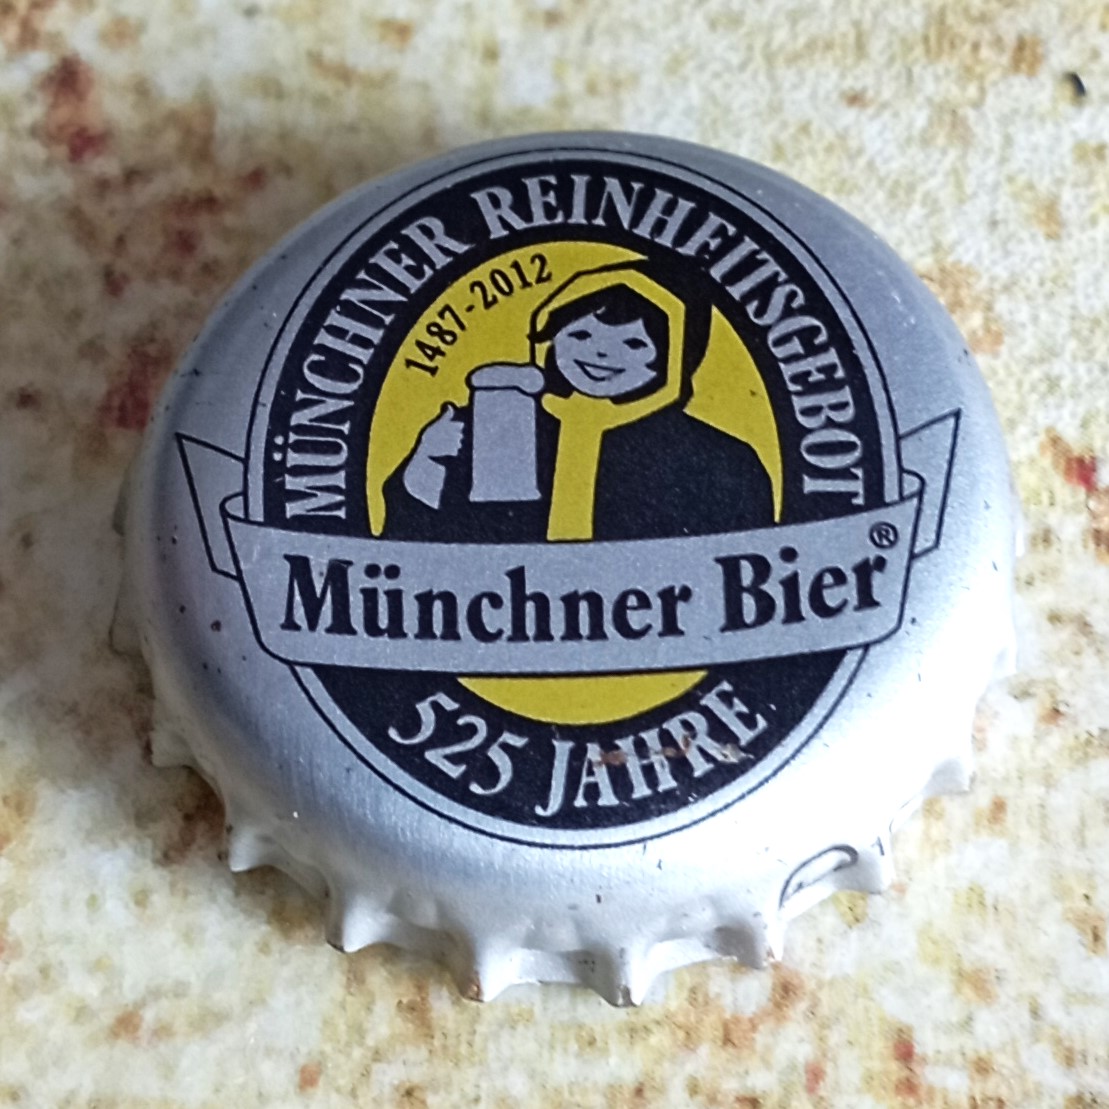 MÜNCHNER REINHEITSGEBOT
1487-2012
Münchner Bier®
525 JAHRE